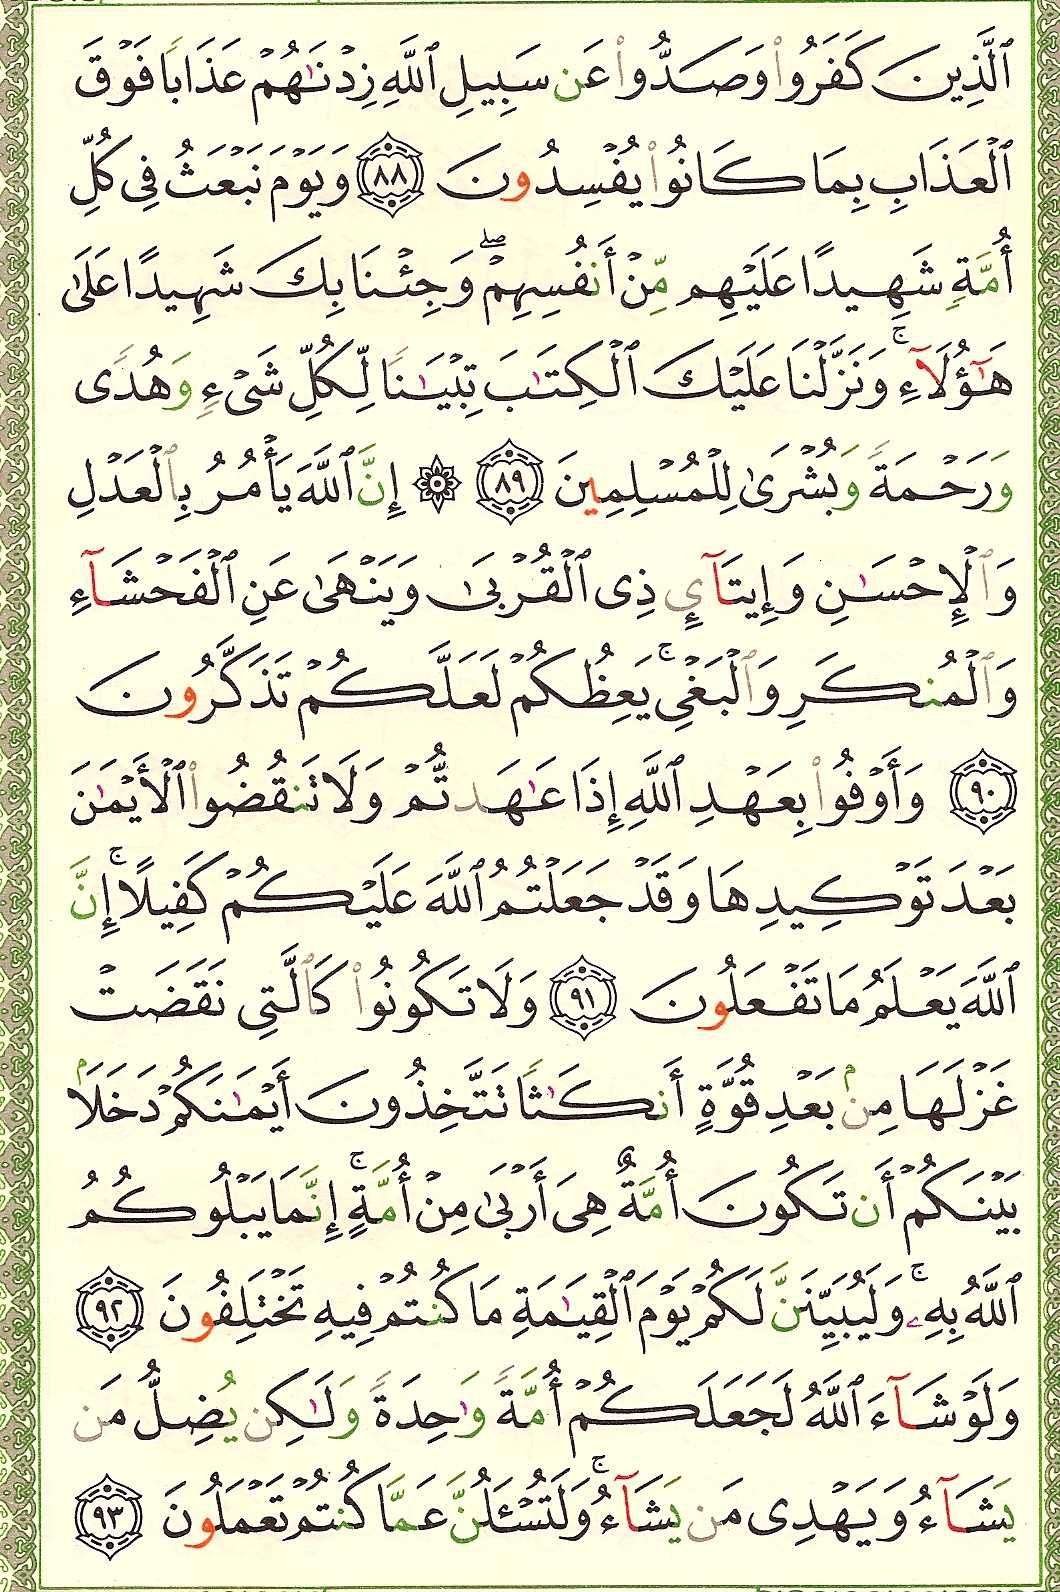 ٱلَّذِينَ كَفَرُوا۟ وَصَدُّوا۟ عَن سَبِيلِ ٱللَّهِ زِدْنَـٰهُمْ عَذَابًا فَوْقَ
ٱلْعَذَابِ بِمَا كَانُوا۟ يُفْسِدُونَ ٨٨ وَيَوْمَ نَبْعَثُ فِى كُلِّ
أُمَّةٍ شَهِيدًا عَلَيْهِم مِّنْ أَنفُسِهِمْ ۖ وَجِئْنَا بِكَ شَهِيدًا عَلَىٰ
هَـٰٓؤُلَآءِ ۚ وَنَزَّلْنَا عَلَيْكَ ٱلْكِتَـٰبَ تِبْيَـٰنًا لِّكُلِّ شَىْءٍ وَهُدًى
وَرَحْمَةً وَبُشْرَىٰ لِلْمُسْلِمِينَ ٨٩ ۞ إِنَّ ٱللَّهَ يَأْمُرُ بِٱلْعَدْلِ
وَٱلْإِحْسَـٰنِ وَإِيتَآئِ ذِى ٱلْقُرْبَىٰ وَيَنْهَىٰ عَنِ ٱلْفَحْشَآءِ
وَٱلْمُنكَرِ وَٱلْبَغْىِ ۚ يَعِظُكُمْ لَعَلَّكُمْ تَذَكَّرُونَ
٩٠ وَأَوْفُوا۟ بِعَهْدِ ٱللَّهِ إِذَا عَـٰهَدتُّمْ وَلَا تَنقُضُوا۟ ٱلْأَيْمَـٰنَ
بَعْدَ تَوْكِيدِهَا وَقَدْ جَعَلْتُمُ ٱللَّهَ عَلَيْكُمْ كَفِيلًا ۚ إِنَّ
ٱللَّهَ يَعْلَمُ مَا تَفْعَلُونَ ٩١ وَلَا تَكُونُوا۟ كَٱلَّتِى نَقَضَتْ
غَزْلَهَا مِنۢ بَعْدِ قُوَّةٍ أَنكَـٰثًا تَتَّخِذُونَ أَيْمَـٰنَكُمْ دَخَلًۢا
بَيْنَكُمْ أَن تَكُونَ أُمَّةٌ هِىَ أَرْبَىٰ مِنْ أُمَّةٍ ۚ إِنَّمَا يَبْلُوكُمُ
ٱللَّهُ بِهِۦ ۚ وَلَيُبَيِّنَنَّ لَكُمْ يَوْمَ ٱلْقِيَـٰمَةِ مَا كُنتُمْ فِيهِ تَخْتَلِفُونَ ٩٢
وَلَوْ شَآءَ ٱللَّهُ لَجَعَلَكُمْ أُمَّةً وَٰحِدَةً وَلَـٰكِن يُضِلُّ مَن
يَشَآءُ وَيَهْدِى مَن يَشَآءُ ۚ وَلَتُسْـَٔلُنَّ عَمَّا كُنتُمْ تَعْمَلُونَ ٩٣